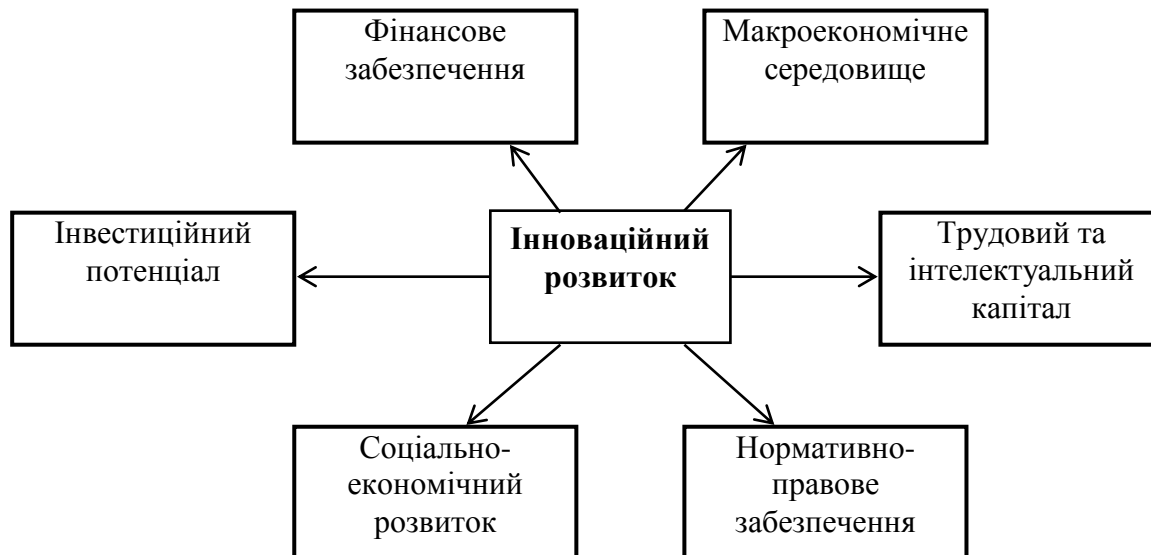 Фінансове
забезпечення
Макроекономічне
середовище
Інвестиційний
потенціал
Інноваційний
розвиток
Трудовий та
інтелектуальний
капітал
Соціально-
економічний
розвиток
Нормативно-
правове
забезпечення